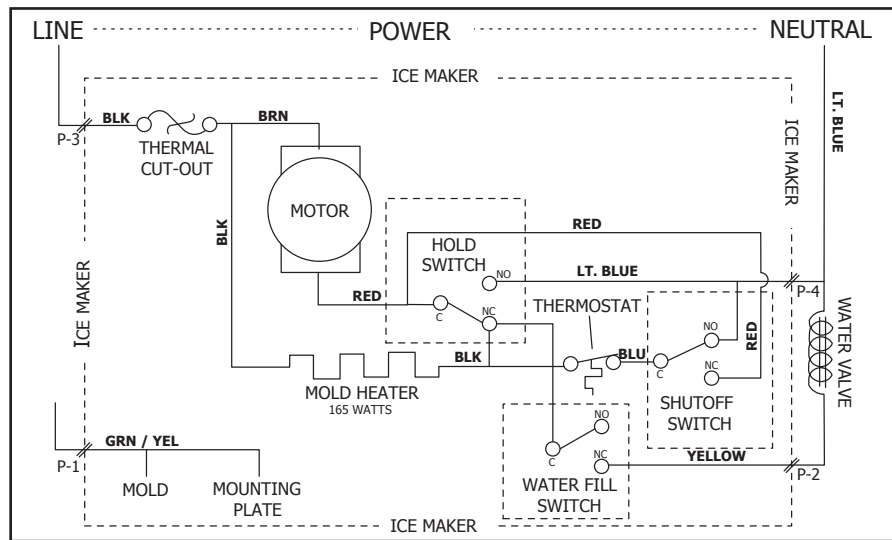 LINE POWER NEUTRAL
ICE MAKER
BLK
BRN
P-3
THERMAL
CUT-OUT
LT. BLUE
ICE MAKER
MOTOR
BLK
HOLD
SWITCH
RED
NO
LT. BLUE
P-4
RED
C
NC
THERMOSTAT
ICE MAKER
BLK
BLU
C
NO
NC
RED
WATER VALVE
MOLD HEATER
165 WATTS
SHUTOFF
SWITCH
NO
C
NC
YELLOW
P-2
WATER FILL
SWITCH
GRN / YEL
P-1
MOLD
MOUNTING
PLATE
ICE MAKER